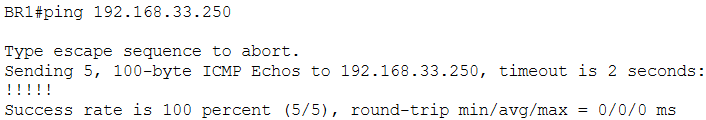 BR1#ping 192.168.33.250
Type escape sequence to abort.
Sending 5, 100-byte ICMP Echos to 192.168.33.250, timeout is 2 seconds:
!!!!!
Success rate is 100 percent (5/5), round-trip min/avg/max = 0/0/0 ms